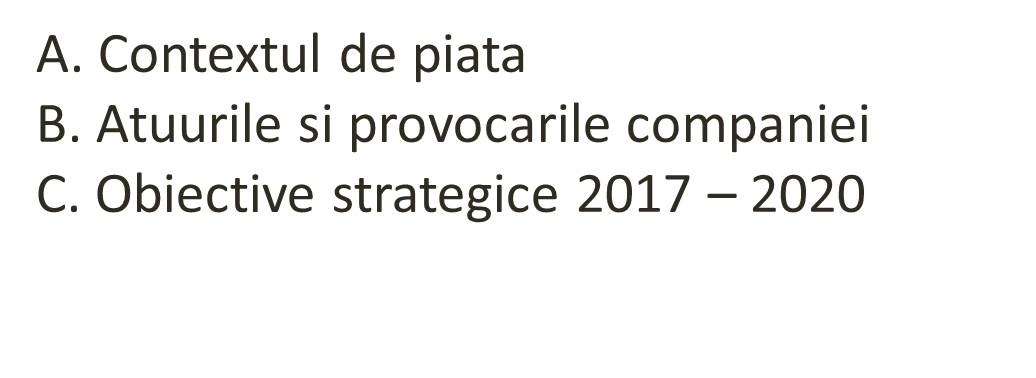 A. Contextul de piata
B. Atuurile si provocarile companiei
C. Obiective strategice 2017 – 2020